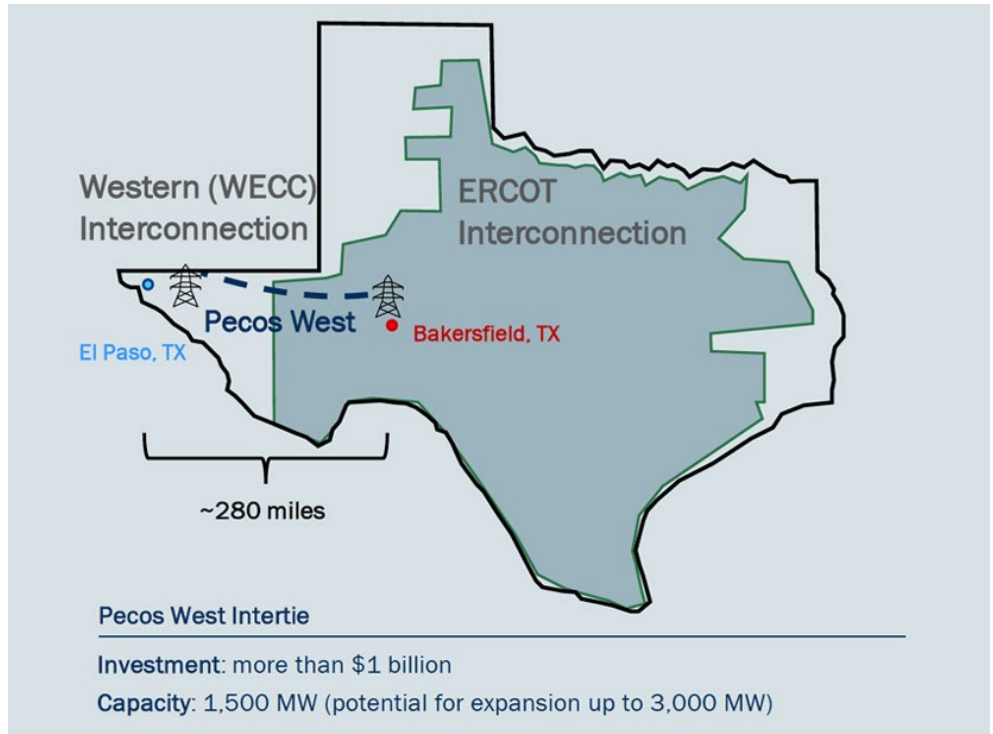 Western (WECC)
Interconnection
ERCOT
Interconnection
Pecos West
Bakersfield, TX
El Paso, TX
~280 miles
Pecos West Intertie
Investment: more than $1 billion
Capacity: 1,500 MW (potential for expansion up to 3,000 MW)